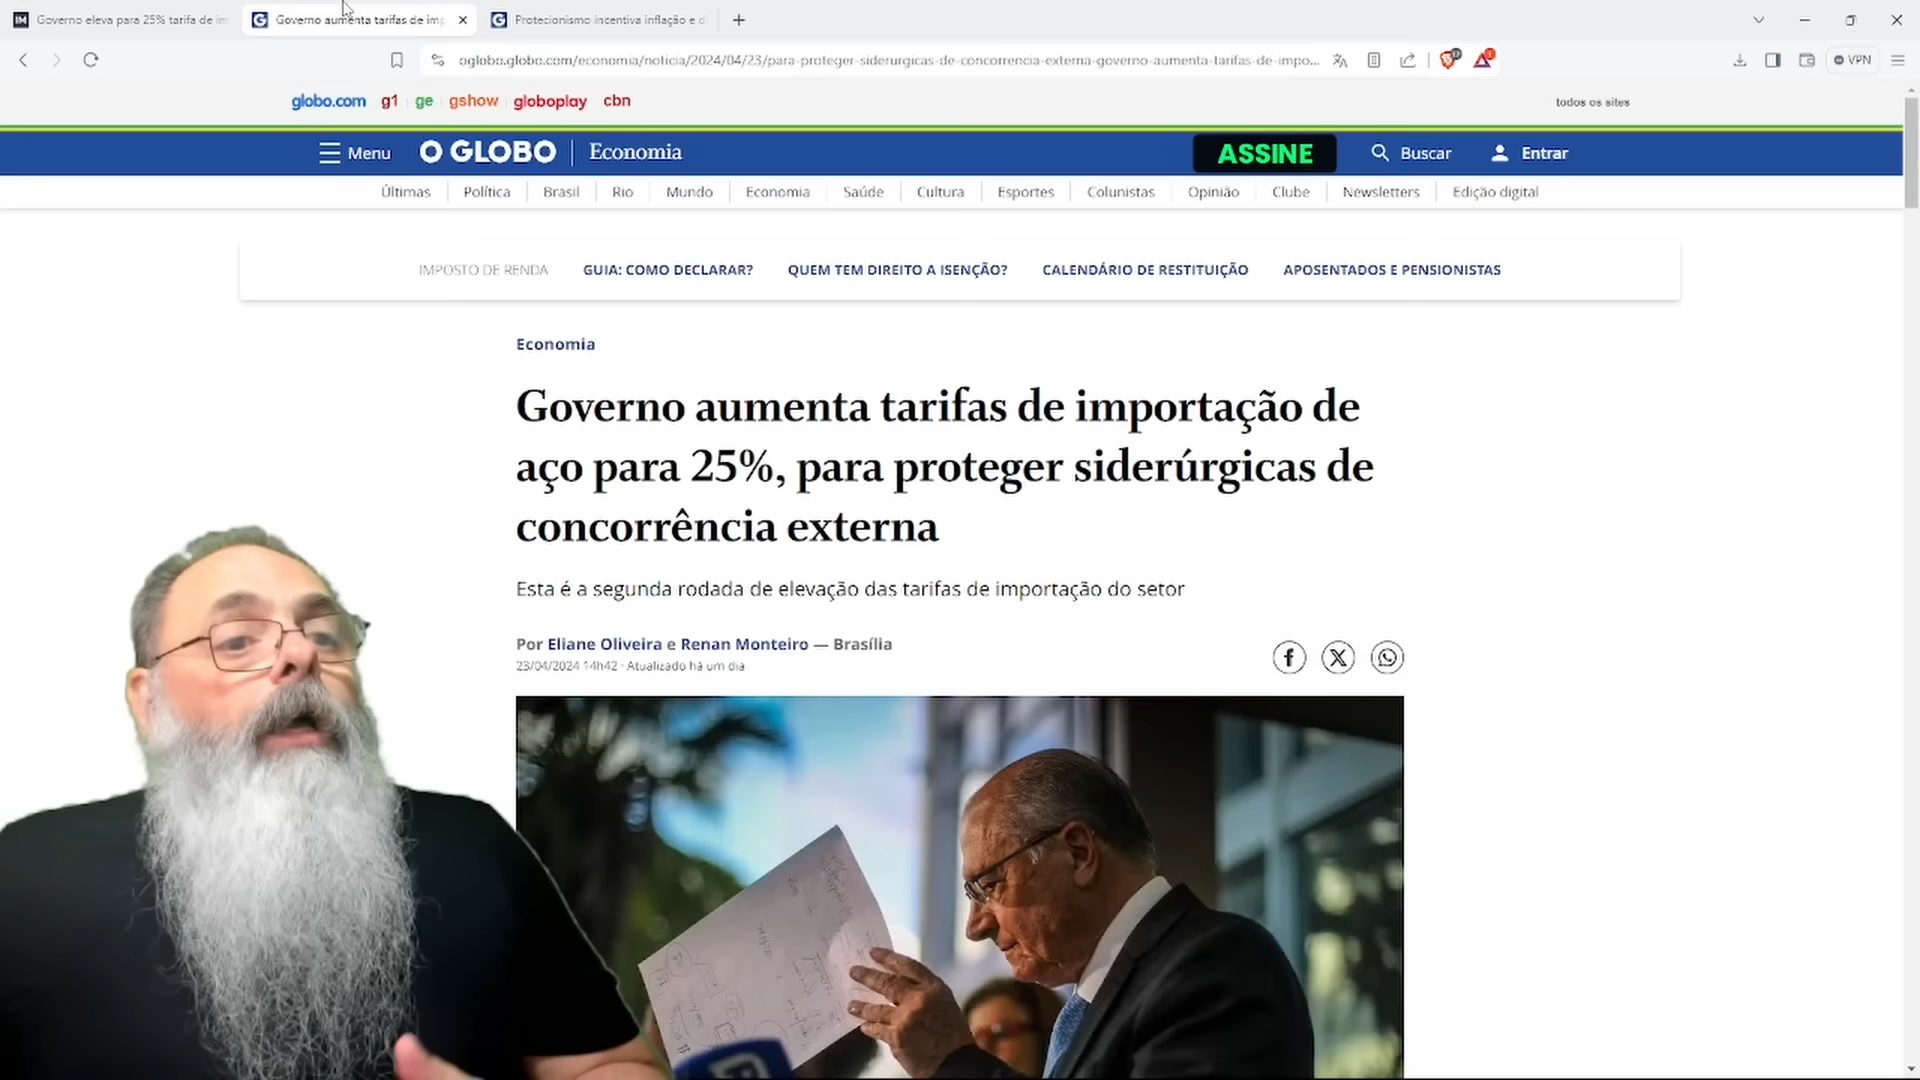 Governo eleva para 25% tarifa de im
Governo aumenta tarifas de imp
Protecionismo incentiva inflação e d
oglobo.globo.com/economia/noticia/2024/04/23/para-proteger-siderurgicas-de-concorrencia-externa-governo-aumenta-tarifas-de-impo...
VPN
globo.com g1 ge gshow globoplay cbn
todos os sites
Menu O GLOBO Economia ASSINE Buscar Entrar
Últimas Política Brasil Rio Mundo Economia Saúde Cultura Esportes Colunistas Opinião Clube Newsletters Edição digital
IMPOSTO DE RENDA GUIA: COMO DECLARAR? QUEM TEM DIREITO A ISENÇÃO? CALENDÁRIO DE RESTITUIÇÃO APOSENTADOS E PENSIONISTAS
Economia
Governo aumenta tarifas de importação de
aço para 25%, para proteger siderúrgicas de
concorrência externa
Esta é a segunda rodada de elevação das tarifas de importação do setor
Por Eliane Oliveira e Renan Monteiro — Brasília
23/04/2024 14h42 · Atualizado há um dia